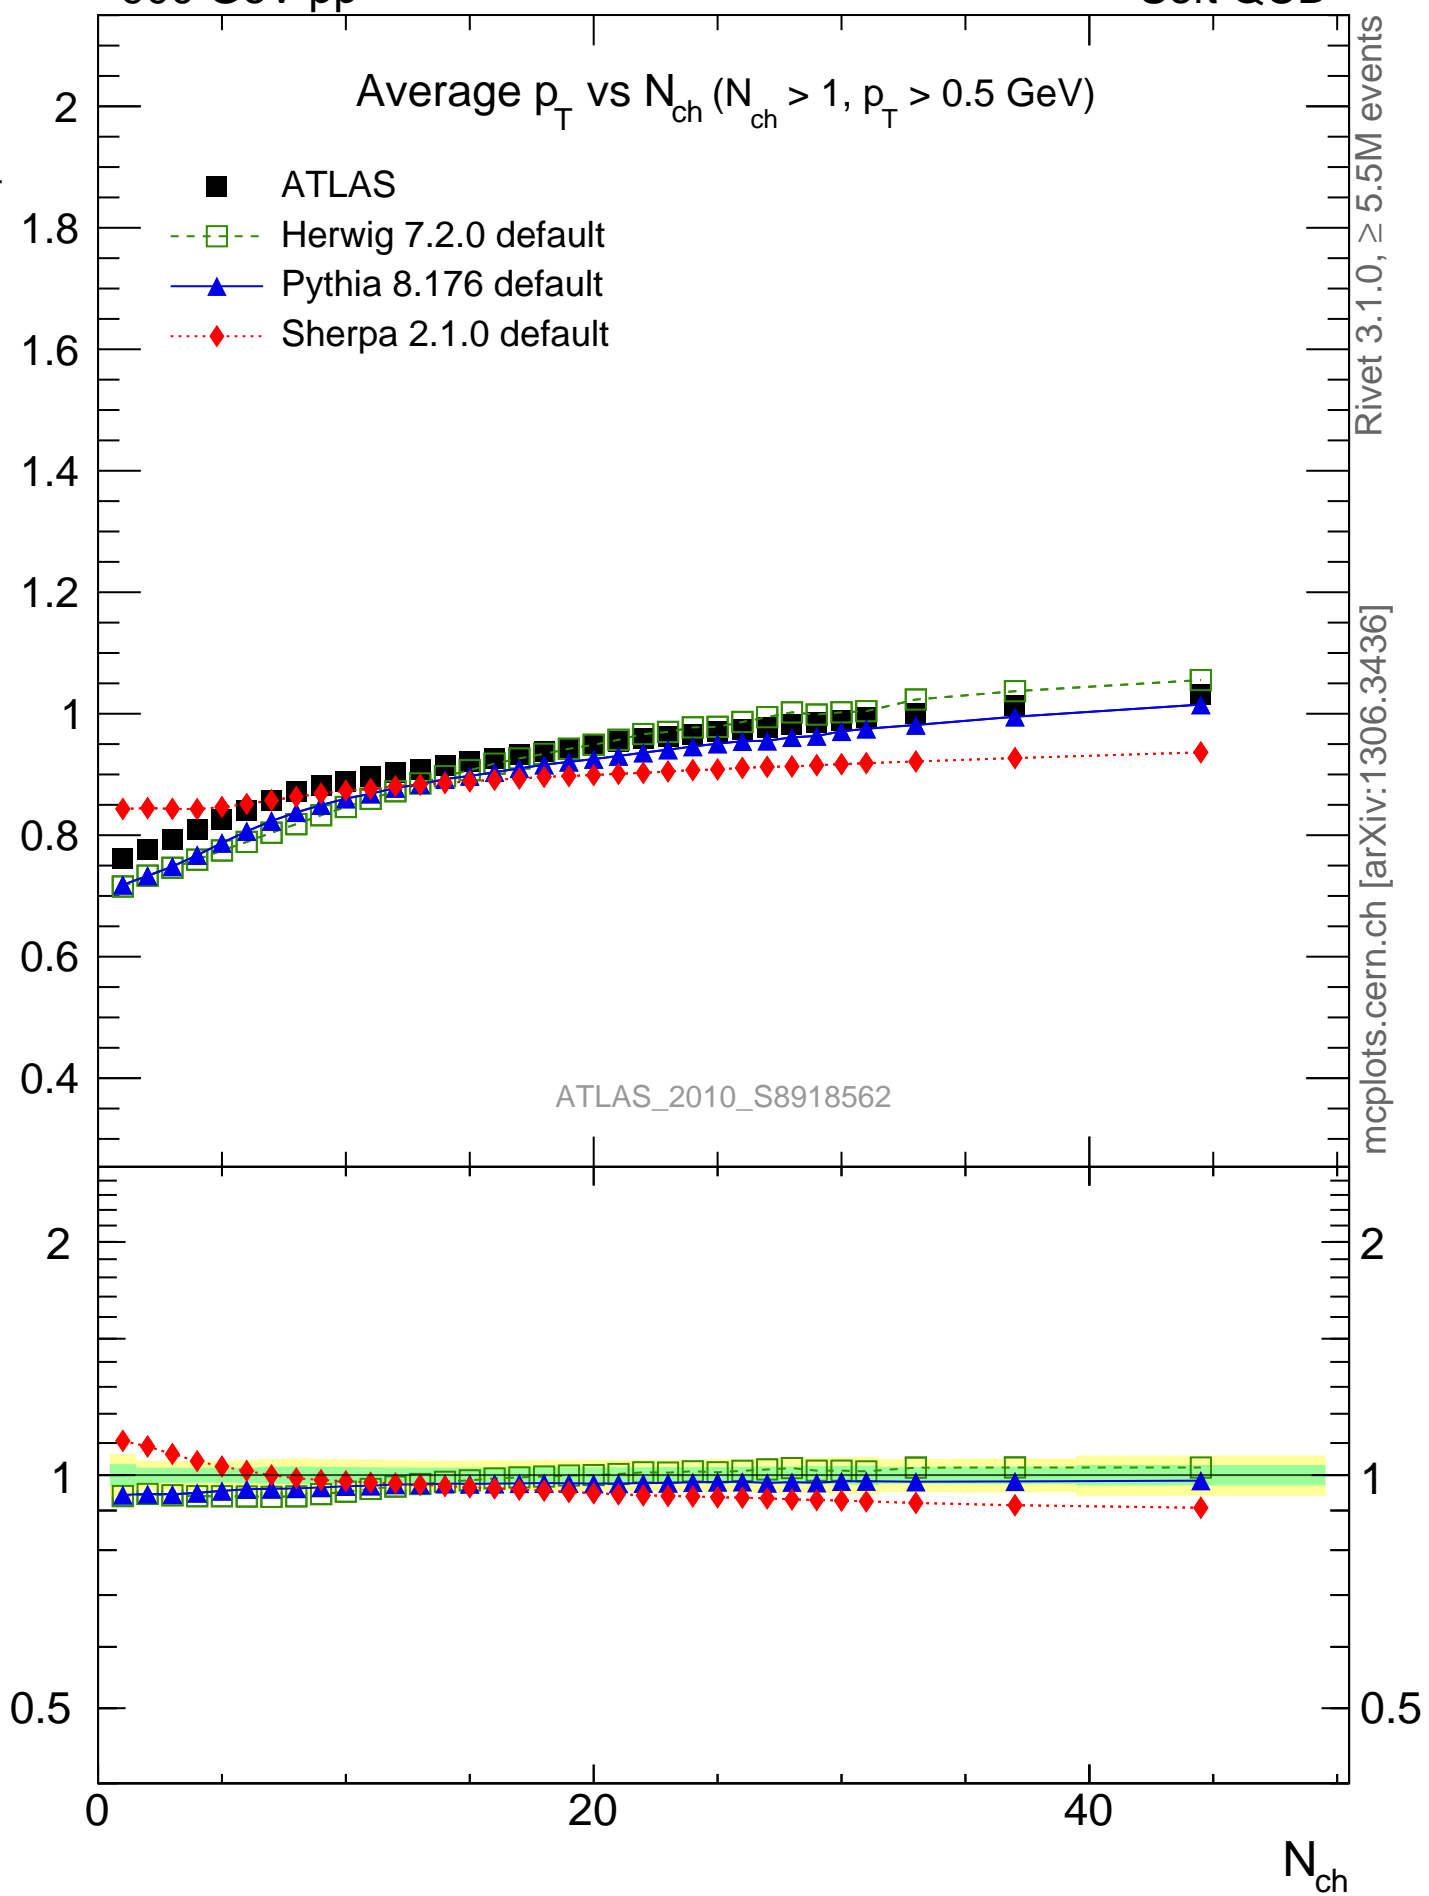 Average p_T vs N_ch (N_ch > 1, p_T > 0.5 GeV)
ATLAS
Herwig 7.2.0 default
Pythia 8.176 default
Sherpa 2.1.0 default
2
1.8
1.6
1.4
1.2
1
0.8
0.6
0.4
ATLAS_2010_S8918562
Rivet 3.1.0, ≥ 5.5M events
mcplots.cern.ch [arXiv:1306.3436]
2
1
0.5
2
1
0.5
0
20
40
N_ch